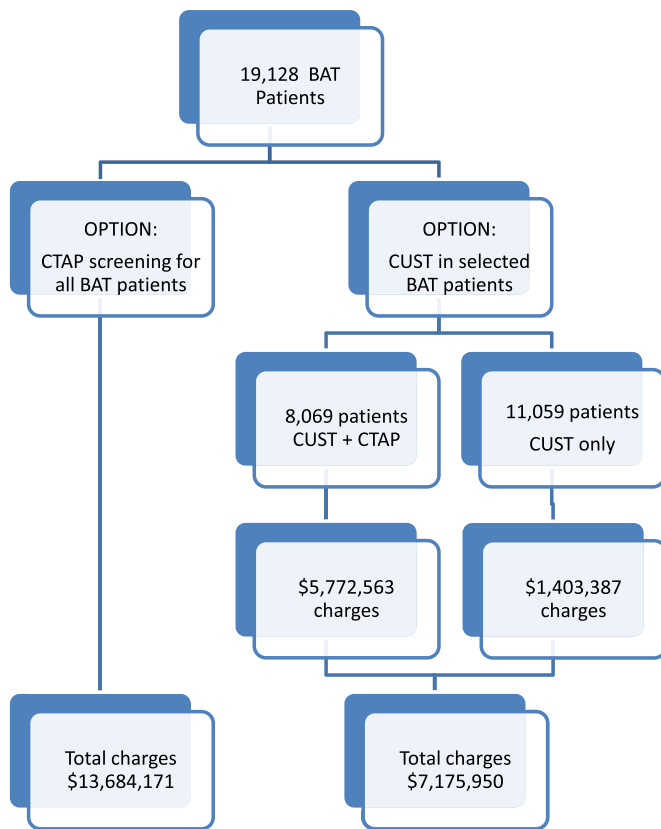 19,128  BAT
Patients
OPTION:
CTAP screening for
all BAT patients
OPTION:
CUST in selected
BAT patients
8,069 patients
CUST + CTAP
11,059 patients
CUST only
$5,772,563
charges
$1,403,387
charges
Total charges
$13,684,171
Total charges
$7,175,950